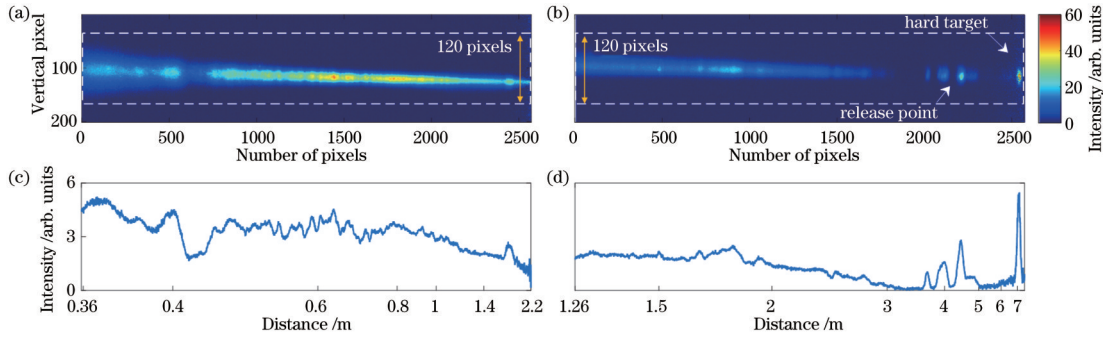 (a)
Vertical pixel
100
200
120 pixels
0
500
1000
1500
2000
2500
Number of pixels
(b)
120 pixels
hard target
release point
0
500
1000
1500
2000
2500
Number of pixels
60
40
20
0
Intensity /arb. units
(c)
Intensity /arb. units
6
3
0
0.36
0.4
0.6
0.8
1
1.4
2.2
Distance /m
(d)
1.26
1.5
2
3
4
5
6
7
Distance /m